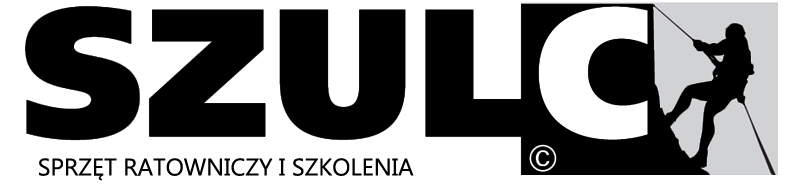 SZULC
©
SPRZĘT RATOWNICZY I SZKOLENIA